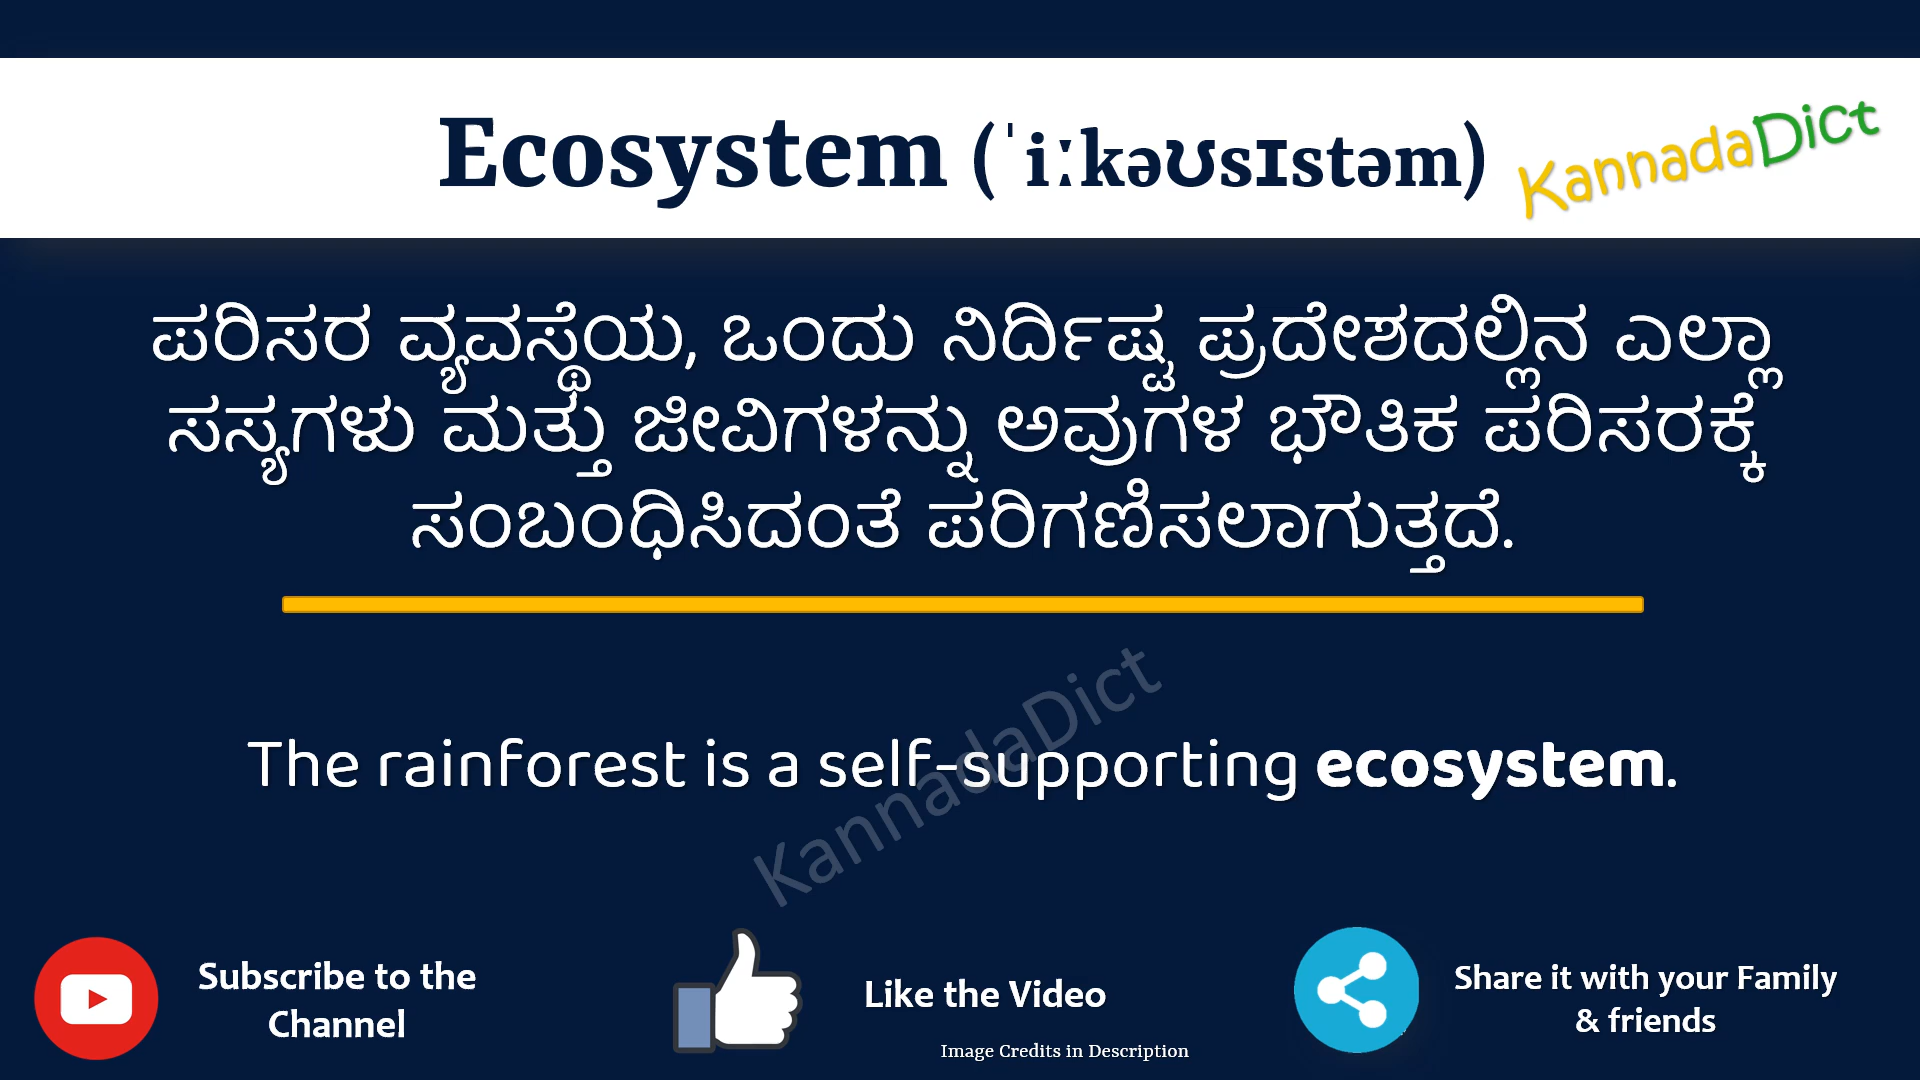 Ecosystem (ˈiːkəʊsɪstəm)
KannadaDict
ಪರಿಸರ ವ್ಯವಸ್ಥೆಯ, ಒಂದು ನಿರ್ದಿಷ್ಟ ಪ್ರದೇಶದಲ್ಲಿನ ಎಲ್ಲಾ
ಸಸ್ಯಗಳು ಮತ್ತು ಜೀವಿಗಳನ್ನು ಅವುಗಳ ಭೌತಿಕ ಪರಿಸರಕ್ಕೆ
ಸಂಬಂಧಿಸಿದಂತೆ ಪರಿಗಣಿಸಲಾಗುತ್ತದೆ.
The rainforest is a self-supporting ecosystem.
KannadaDict
Subscribe to the
Channel
Like the Video
Share it with your Family
& friends
Image Credits in Description